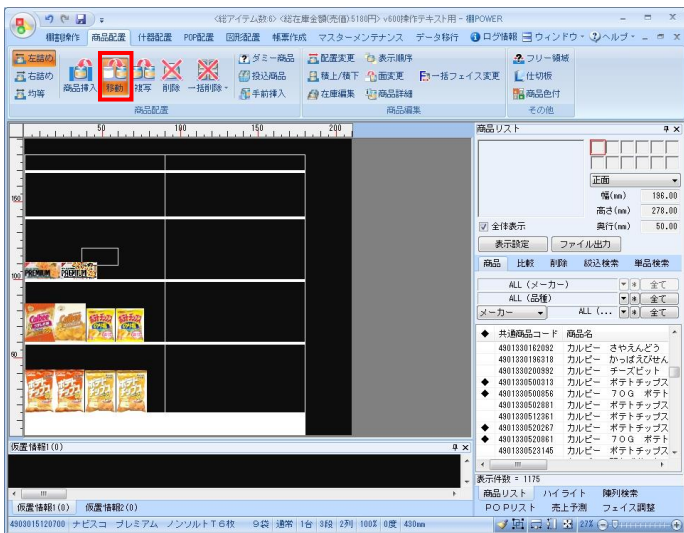 <総アイテム数:6> <総在庫金額(売価):5180円> v600操作テキスト用 - 棚POWER
棚割操作 商品配置 什器配置 POP配置 図形配置 帳票作成 マスターメンテナンス データ移行 ログ情報 ウィンドウ ヘルプ
左詰め 右詰め 均等
商品挿入 移動 複写 削除 一括削除
ダミー商品 投込商品 手前挿入
商品配置
配置変更 表示順序
積上/積下 面変更 一括フェイス変更
在庫編集 商品詳細
商品編集
フリー領域
仕切板
商品色付
その他
50 100 150 200
150
100
50
商品リスト
正面
幅(mm) 196.00
高さ(mm) 278.00
奥行(mm) 50.00
全体表示
表示設定 ファイル出力
商品 比較 削除 絞込検索 単品検索
ALL (メーカー) 全て
ALL (品種) 全て
メーカー ALL (... 全て
◆ 共通商品コード 商品名
4901330162092 カルビー さやえんどう
4901330196318 カルビー かっぱえびせん
4901330200992 カルビー チーズビット
◆ 4901330500313 カルビー ポテトチップス
◆ 4901330500856 カルビー 70G ポテト
4901330502881 カルビー ポテトチップス
4901330512361 カルビー ポテトチップス
◆ 4901330520267 カルビー ポテトチップス
◆ 4901330520861 カルビー 70G ポテト
4901330523145 カルビー ポテトチップス
表示件数 = 1175
商品リスト ハイライト 陳列検索
POPリスト 売上予測 フェイス調整
仮置情報1(0)
仮置情報1(0) 仮置情報2(0)
4903015120700 ナビスコ プレミアム ノンソルトT6枚 9袋 通常 1台 3段 2列 100% 0度 430mm
27%